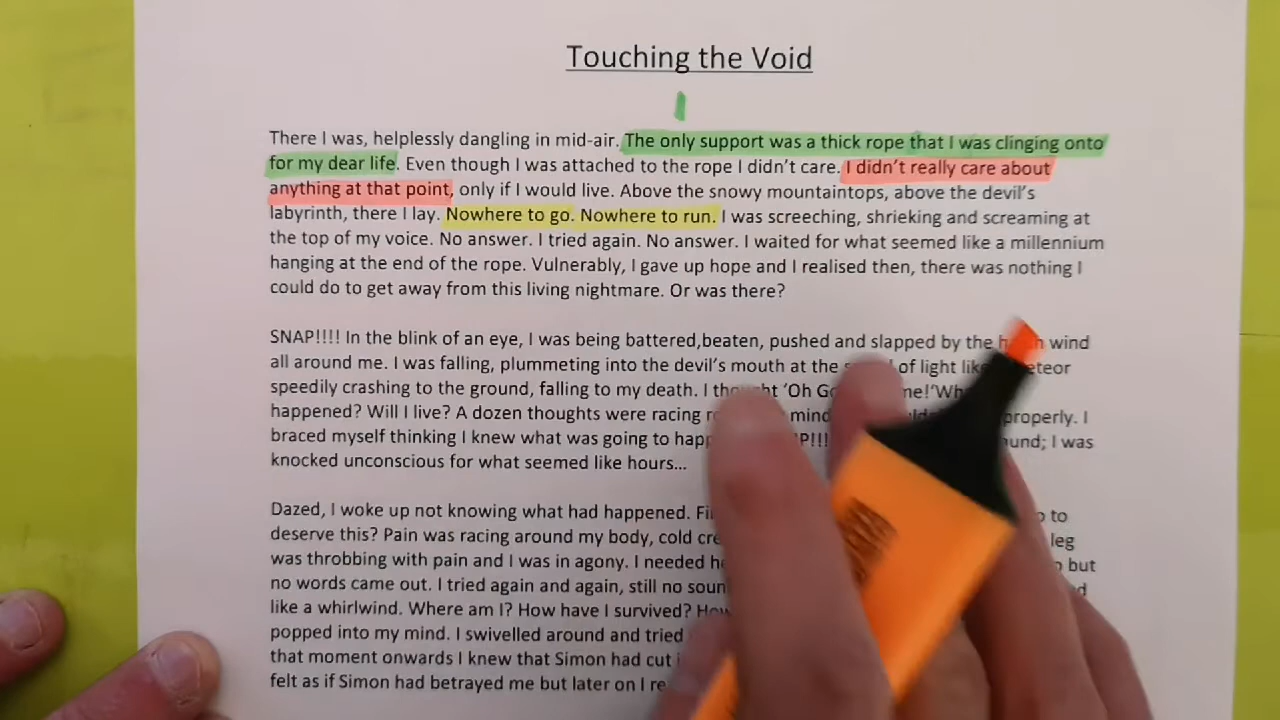 Touching the Void
There I was, helplessly dangling in mid-air. The only support was a thick rope that I was clinging onto
for my dear life. Even though I was attached to the rope I didn't care. I didn't really care about
anything at that point, only if I would live. Above the snowy mountaintops, above the devil's
labyrinth, there I lay. Nowhere to go. Nowhere to run. I was screeching, shrieking and screaming at
the top of my voice. No answer. I tried again. No answer. I waited for what seemed like a millennium
hanging at the end of the rope. Vulnerably, I gave up hope and I realised then, there was nothing I
could do to get away from this living nightmare. Or was there?
SNAP!!!! In the blink of an eye, I was being battered,beaten, pushed and slapped by the wind
all around me. I was falling, plummeting into the devil's mouth at the of light
speedily crashing to the ground, falling to my death. I 'Oh
happened? Will I live? A dozen thoughts were racing mind properly. I
braced myself thinking I knew what was going to I was
knocked unconscious for what seemed like hours...
Dazed, I woke up not knowing what had happened. to
deserve this? Pain was racing around my body, cold leg
was throbbing with pain and I was in agony. I needed but
no words came out. I tried again and again, still no
like a whirlwind. Where am I? How have I survived?
popped into my mind. I swivelled around and tried
that moment onwards I knew that Simon had cut
felt as if Simon had betrayed me but later on I